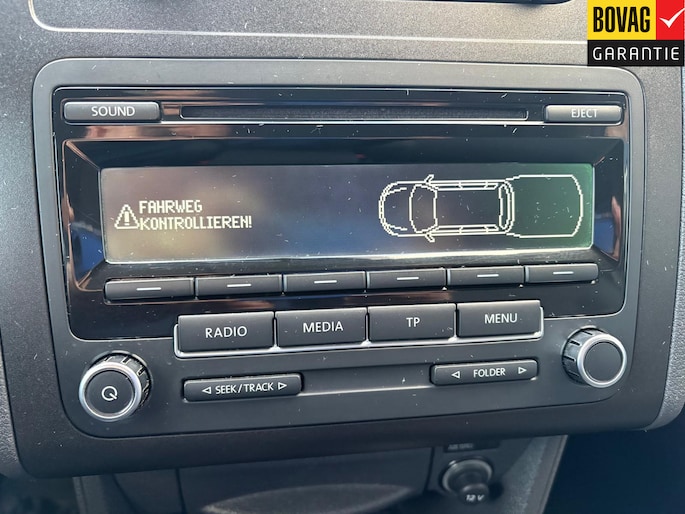 BOVAG
GARANTIE
SOUND
EJECT
FAHRWEG
KONTROLLIEREN!
RADIO
MEDIA
TP
MENU
SEEK/TRACK
FOLDER
12V